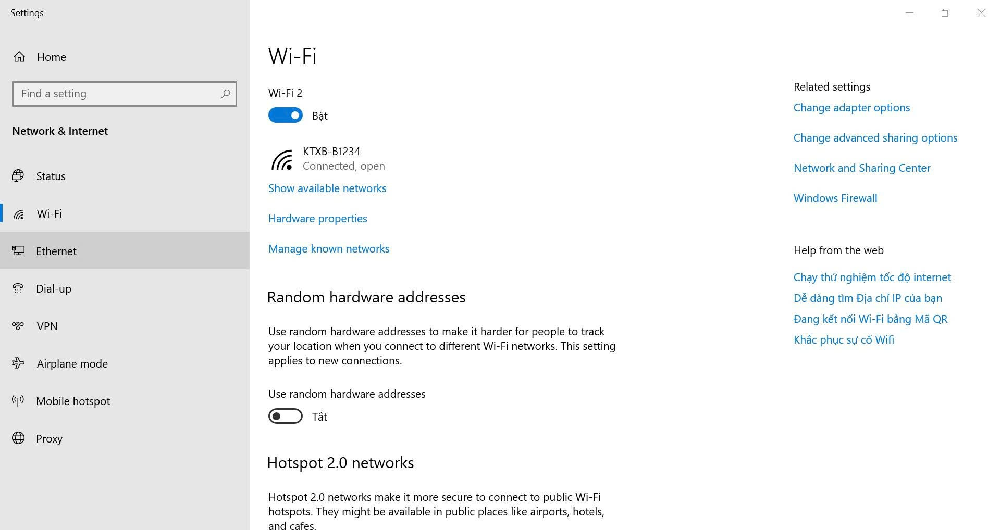 Settings
Home
Find a setting
Network & Internet
Status
Wi-Fi
Ethernet
Dial-up
VPN
Airplane mode
Mobile hotspot
Proxy
Wi-Fi
Wi-Fi 2
Bật
KTXB-B1234
Connected, open
Show available networks
Hardware properties
Manage known networks
Random hardware addresses
Use random hardware addresses to make it harder for people to track
your location when you connect to different Wi-Fi networks. This setting
applies to new connections.
Use random hardware addresses
Tắt
Hotspot 2.0 networks
Hotspot 2.0 networks make it more secure to connect to public Wi-Fi
hotspots. They might be available in public places like airports, hotels,
and cafes.
Related settings
Change adapter options
Change advanced sharing options
Network and Sharing Center
Windows Firewall
Help from the web
Chạy thử nghiệm tốc độ internet
Dễ dàng tìm Địa chỉ IP của bạn
Đang kết nối Wi-Fi bằng Mã QR
Khắc phục sự cố Wifi